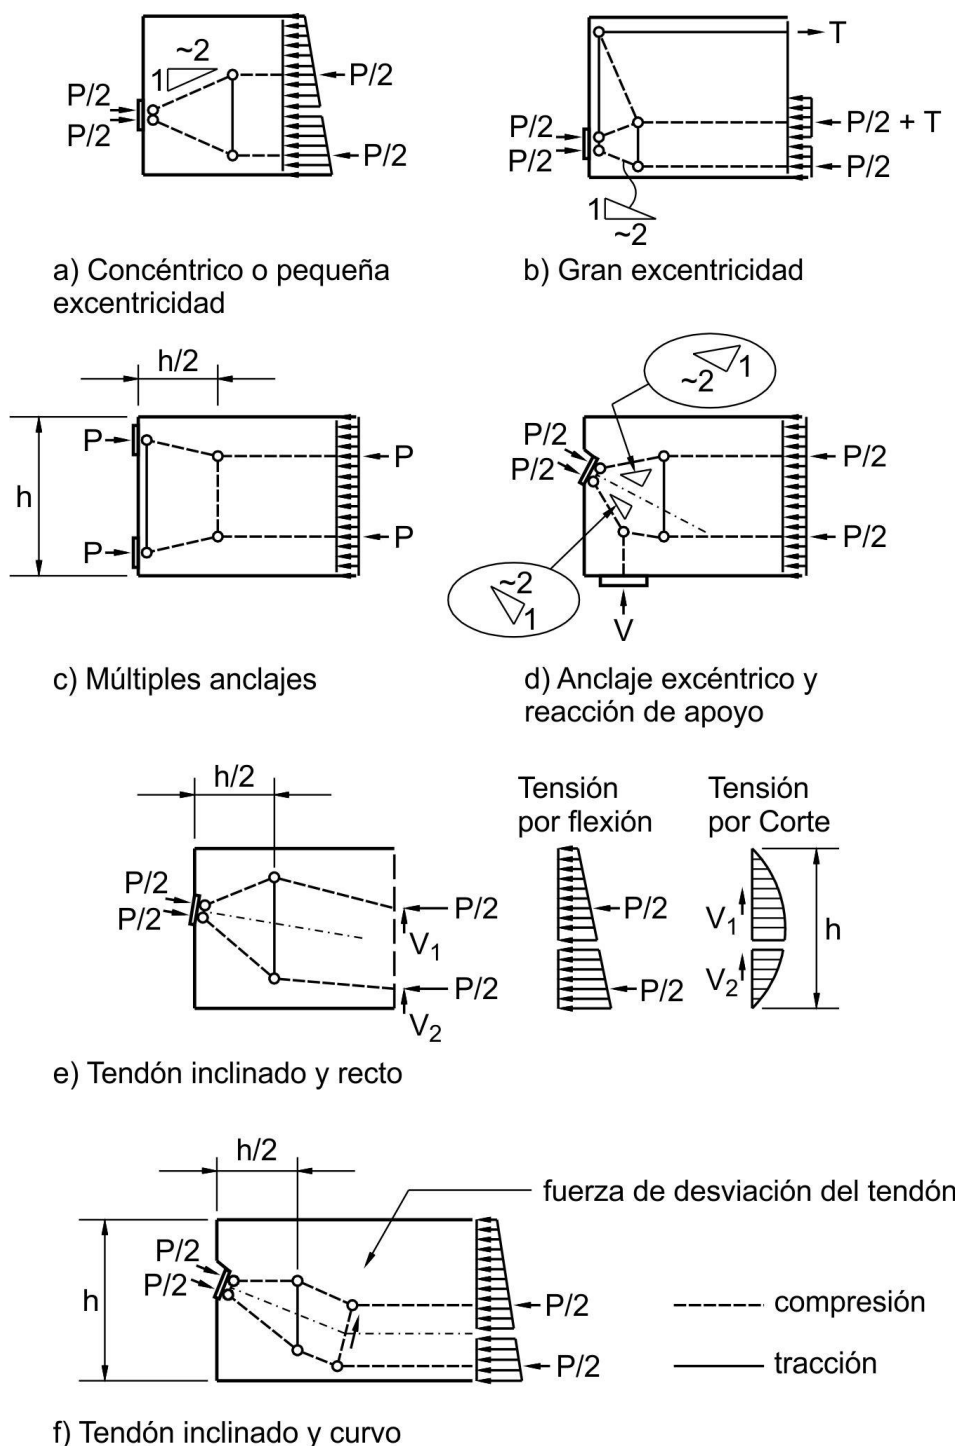 ~2
1
P/2
P/2
P/2
P/2
a) Concéntrico o pequeña
excentricidad
T
P/2
P/2
P/2 + T
P/2
1
~2
b) Gran excentricidad
h/2
h
P
P
P
P
c) Múltiples anclajes
~2
1
P/2
P/2
P/2
P/2
~2
1
V
d) Anclaje excéntrico y
reacción de apoyo
h/2
P/2
P/2
P/2
V1
P/2
V2
Tensión
por flexión
P/2
P/2
Tensión
por Corte
V1
V2
h
e) Tendón inclinado y recto
h/2
fuerza de desviación del tendón
h
P/2
P/2
P/2
P/2
compresión
tracción
f) Tendón inclinado y curvo